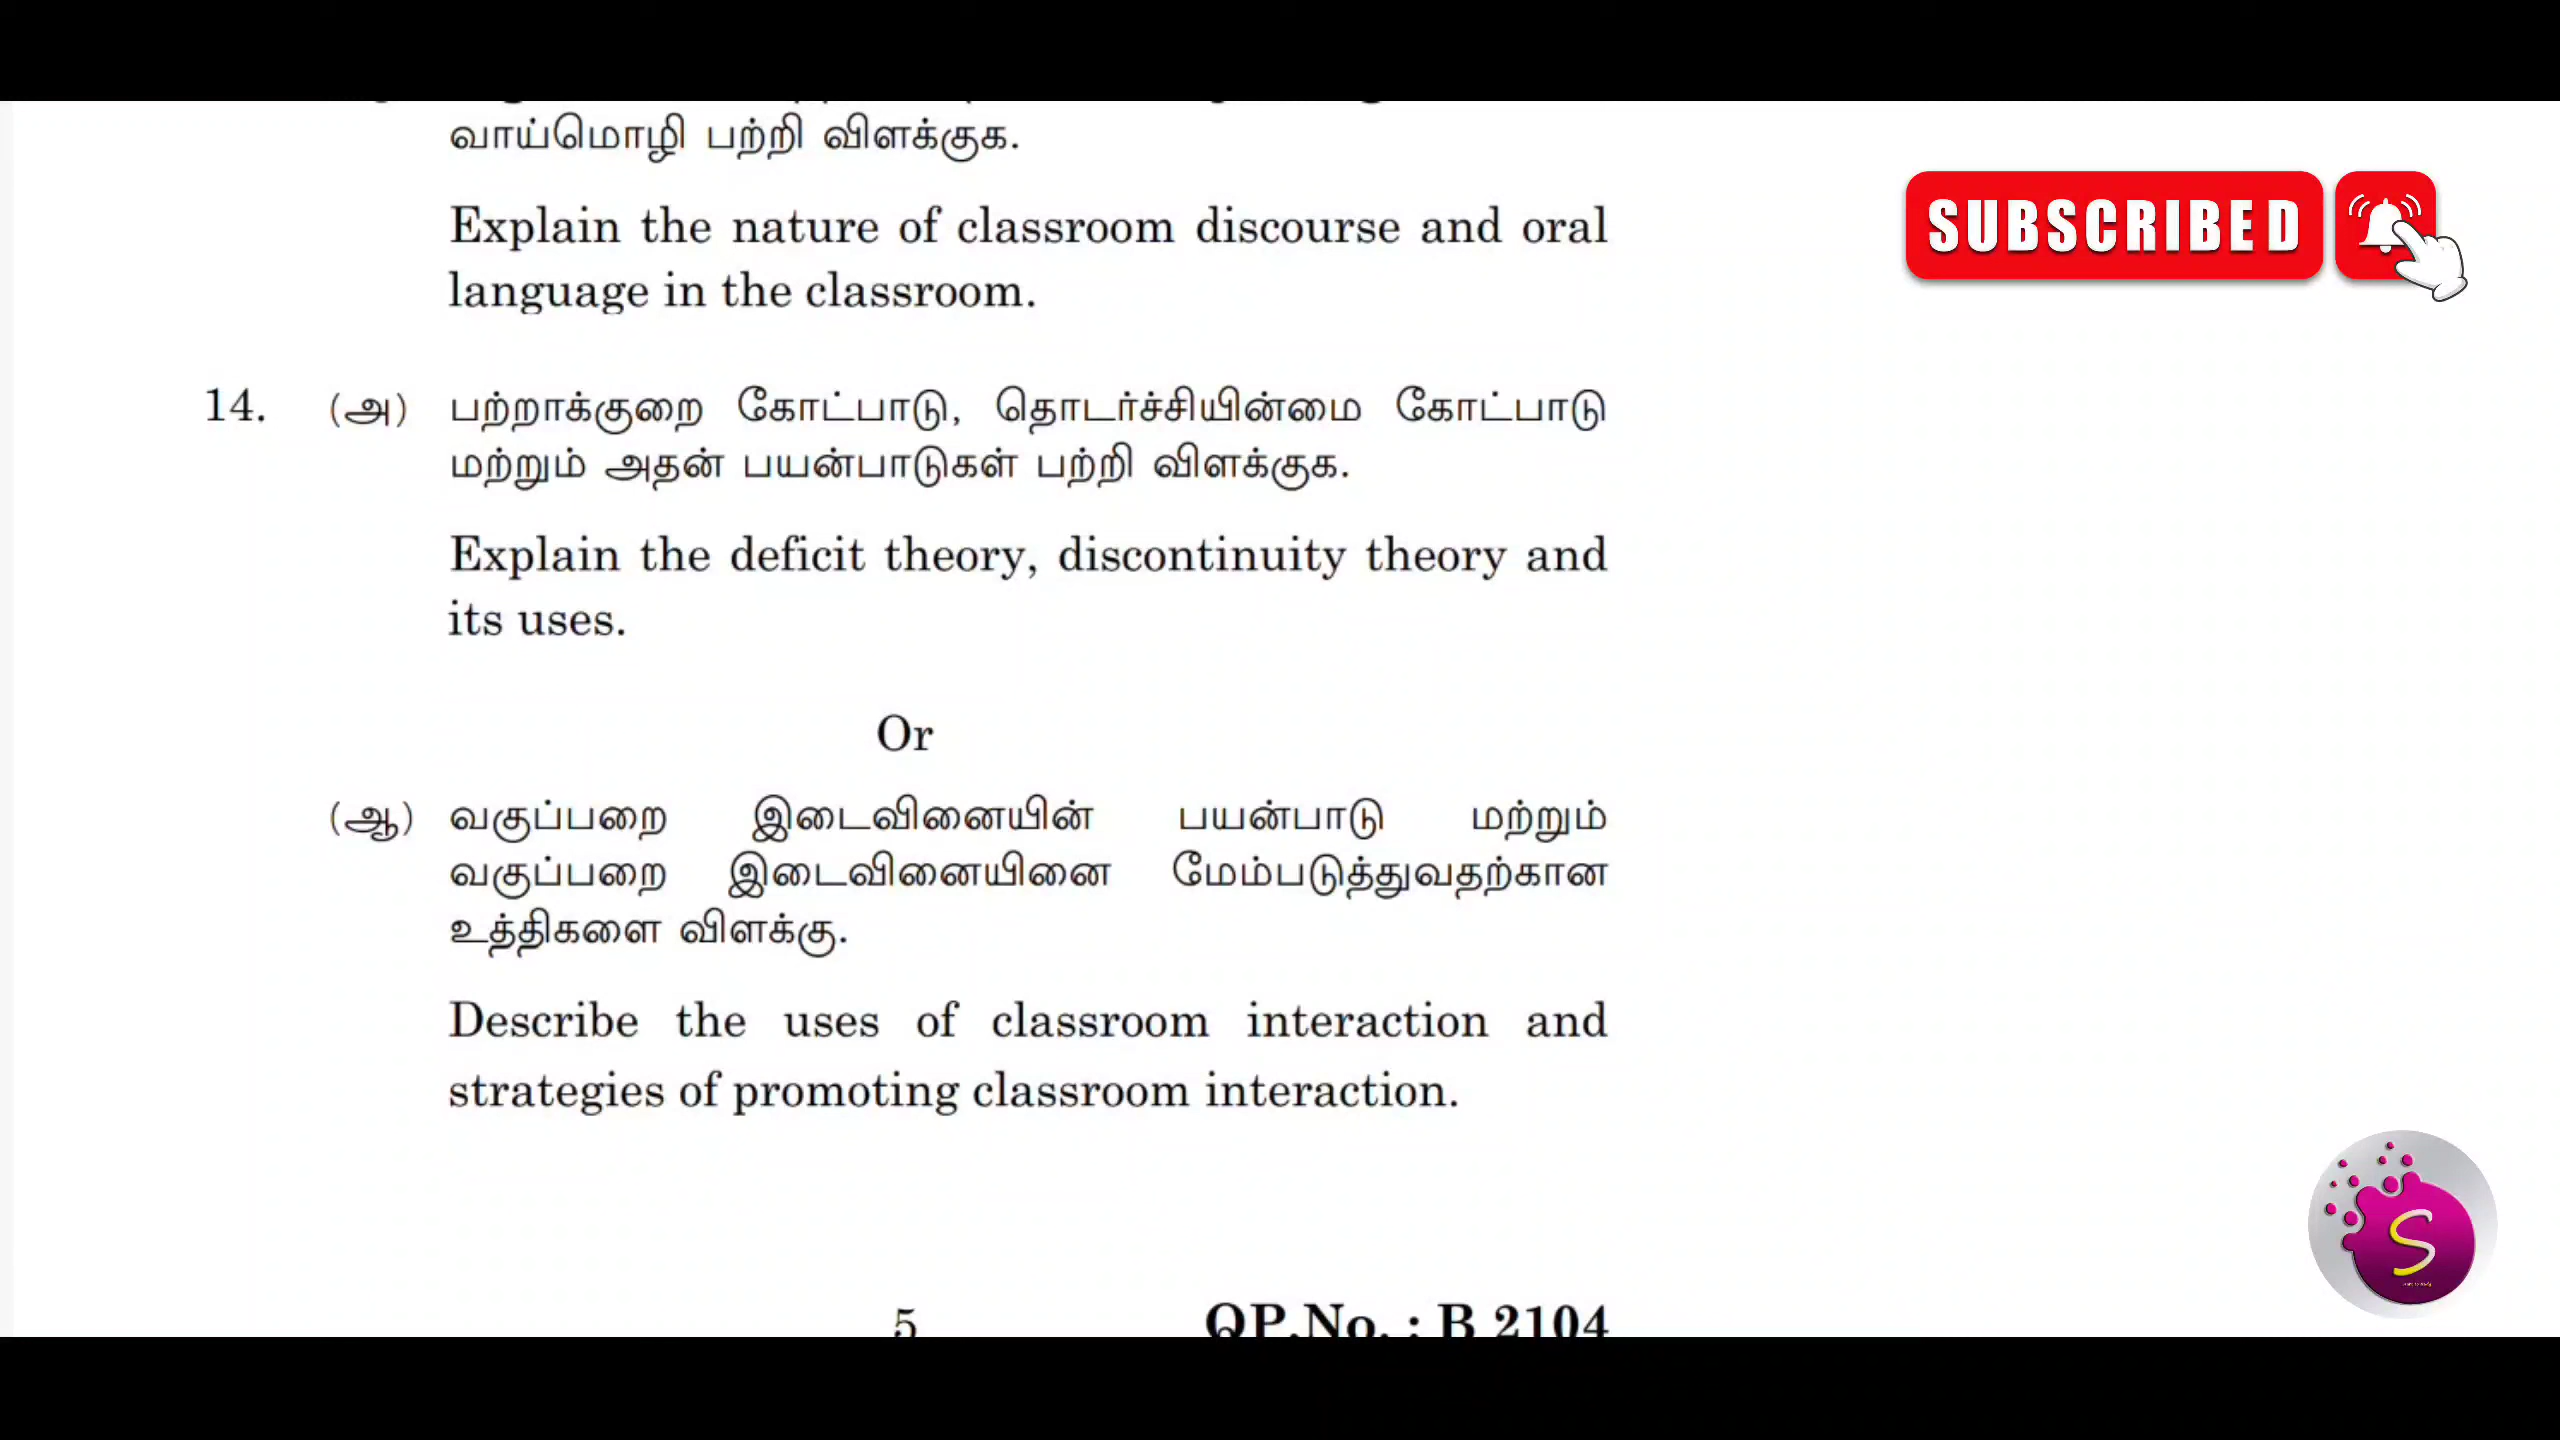 வாய்மொழி பற்றி விளக்குக.
Explain the nature of classroom discourse and oral
language in the classroom.
SUBSCRIBED
14. (அ) பற்றாக்குறை கோட்பாடு, தொடர்ச்சியின்மை கோட்பாடு
மற்றும் அதன் பயன்பாடுகள் பற்றி விளக்குக.
Explain the deficit theory, discontinuity theory and
its uses.
Or
(ஆ) வகுப்பறை இடைவினையின் பயன்பாடு மற்றும்
வகுப்பறை இடைவினையினை மேம்படுத்துவதற்கான
உத்திகளை விளக்கு.
Describe the uses of classroom interaction and
strategies of promoting classroom interaction.
S
5 QP.No. : B 2104